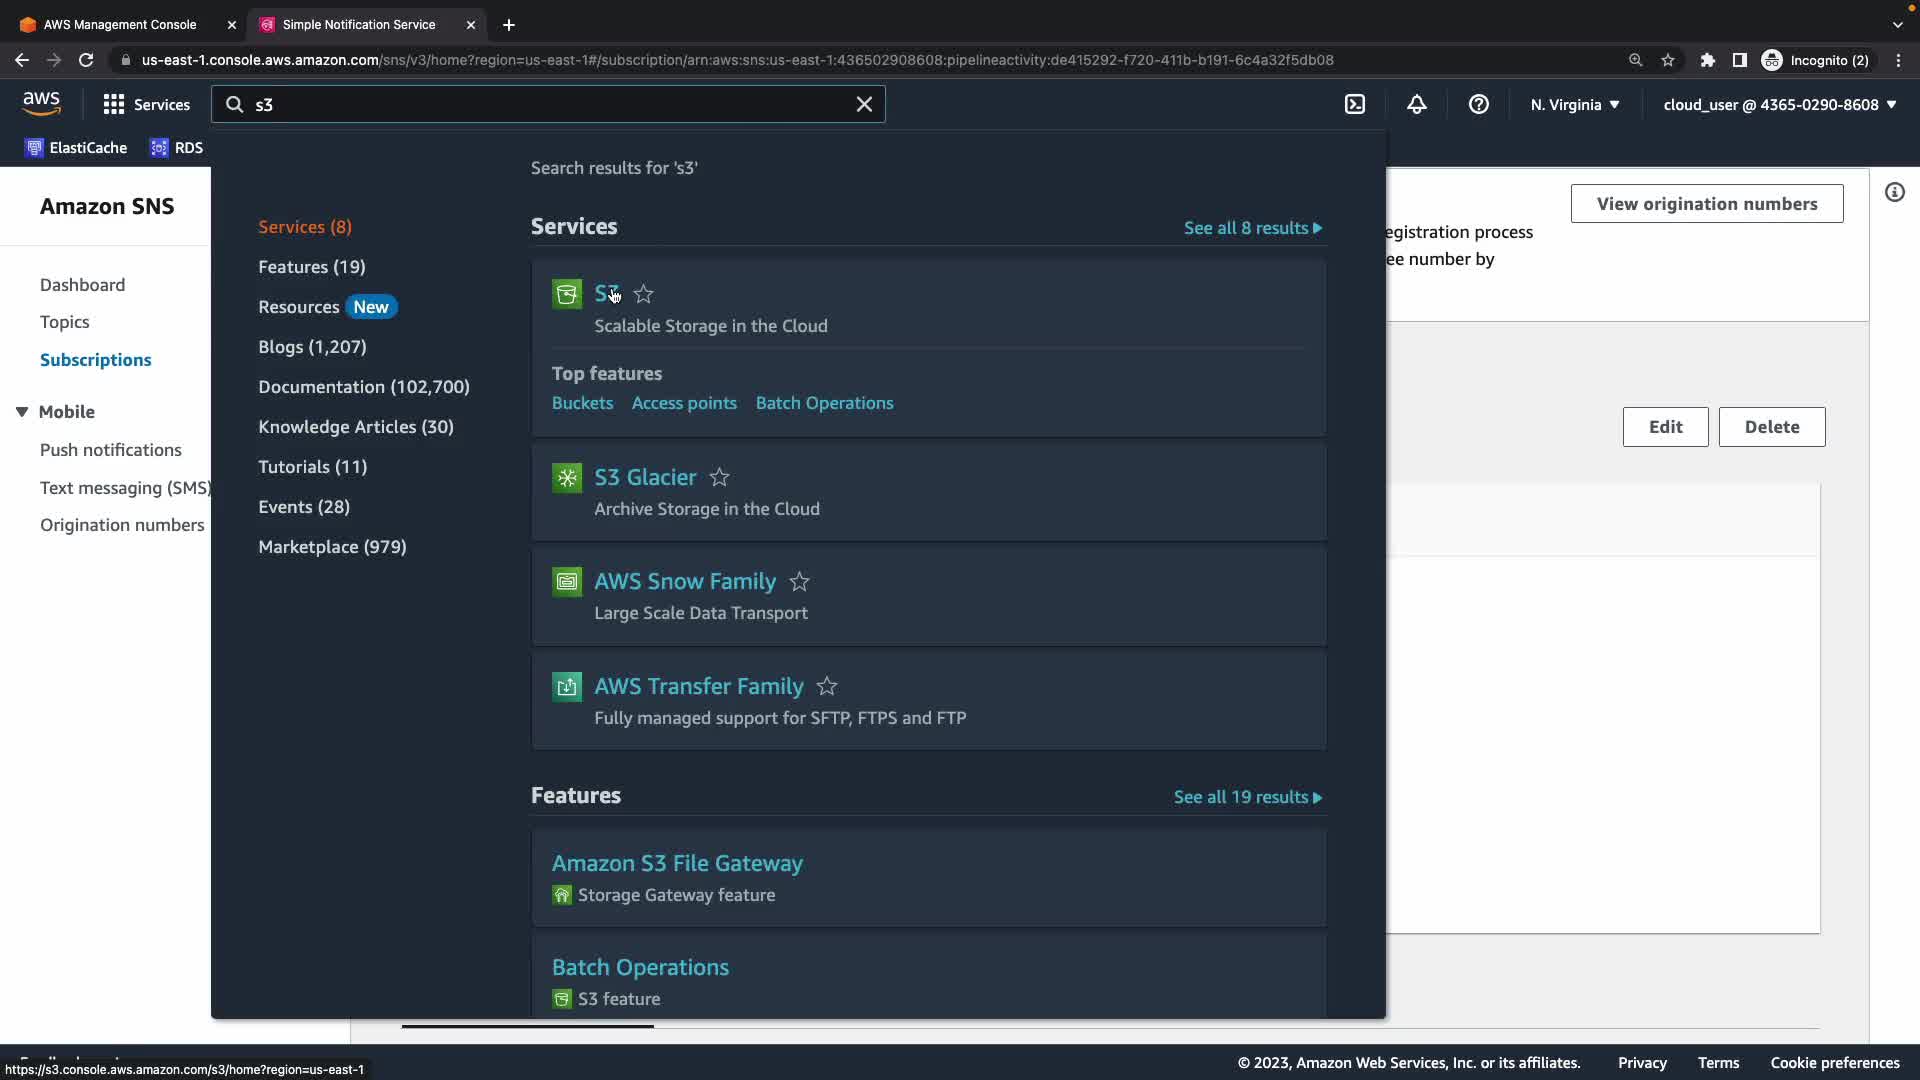 AWS Management Console
Simple Notification Service
us-east-1.console.aws.amazon.com/sns/v3/home?region=us-east-1#/subscription/arn:aws:sns:us-east-1:436502908608:pipelineactivity:de415292-f720-411b-b191-6c4a32f5db08
Incognito (2)
aws
Services
s3
N. Virginia
cloud_user @ 4365-0290-8608
ElastiCache
RDS
Amazon SNS
Dashboard
Topics
Subscriptions
Mobile
Push notifications
Text messaging (SMS)
Origination numbers
Search results for 's3'
Services (8)
Features (19)
Resources New
Blogs (1,207)
Documentation (102,700)
Knowledge Articles (30)
Tutorials (11)
Events (28)
Marketplace (979)
Services
See all 8 results
S3
Scalable Storage in the Cloud
Top features
Buckets Access points Batch Operations
S3 Glacier
Archive Storage in the Cloud
AWS Snow Family
Large Scale Data Transport
AWS Transfer Family
Fully managed support for SFTP, FTPS and FTP
Features
See all 19 results
Amazon S3 File Gateway
Storage Gateway feature
Batch Operations
S3 feature
View origination numbers
egistration process
ee number by
Edit
Delete
https://s3.console.aws.amazon.com/s3/home?region=us-east-1
© 2023, Amazon Web Services, Inc. or its affiliates.
Privacy
Terms
Cookie preferences